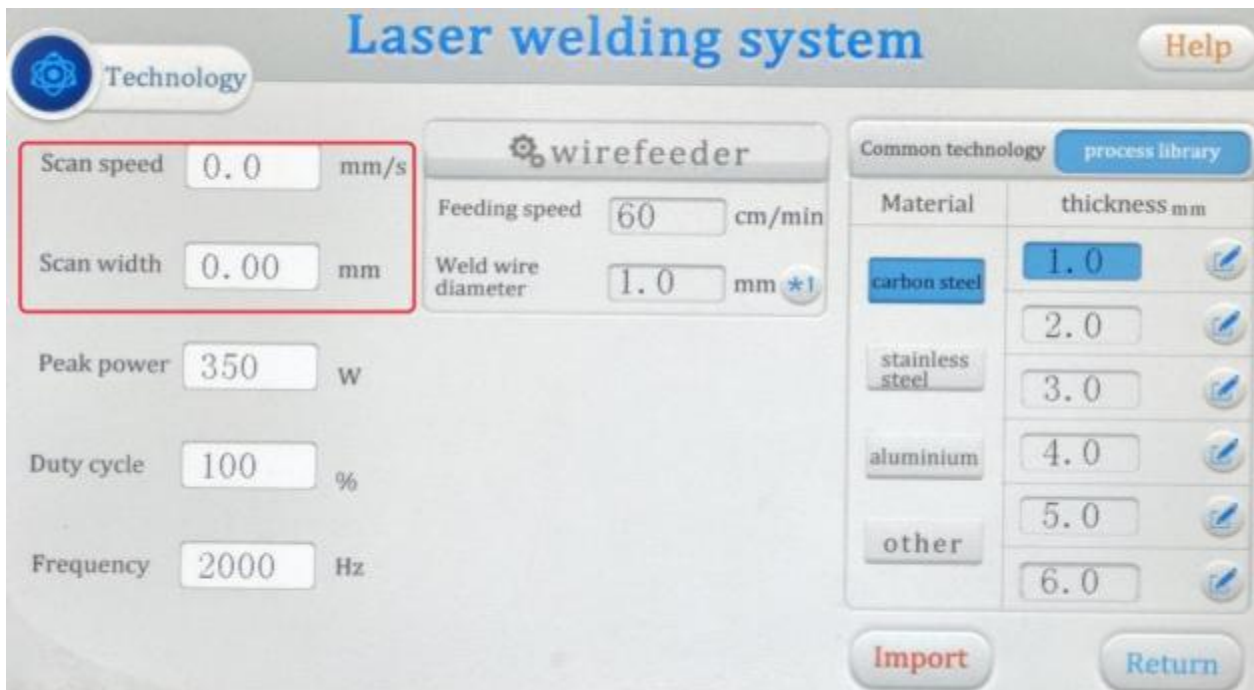 Laser welding system
Help
Technology
Scan speed 0.0 mm/s
Scan width 0.00 mm
Peak power 350 W
Duty cycle 100 %
Frequency 2000 Hz
wirefeeder
Feeding speed 60 cm/min
Weld wire
diameter 1.0 mm *1
Common technology process library
Material thickness mm
carbon steel
stainless
steel
aluminium
other
1.0
2.0
3.0
4.0
5.0
6.0
Import
Return